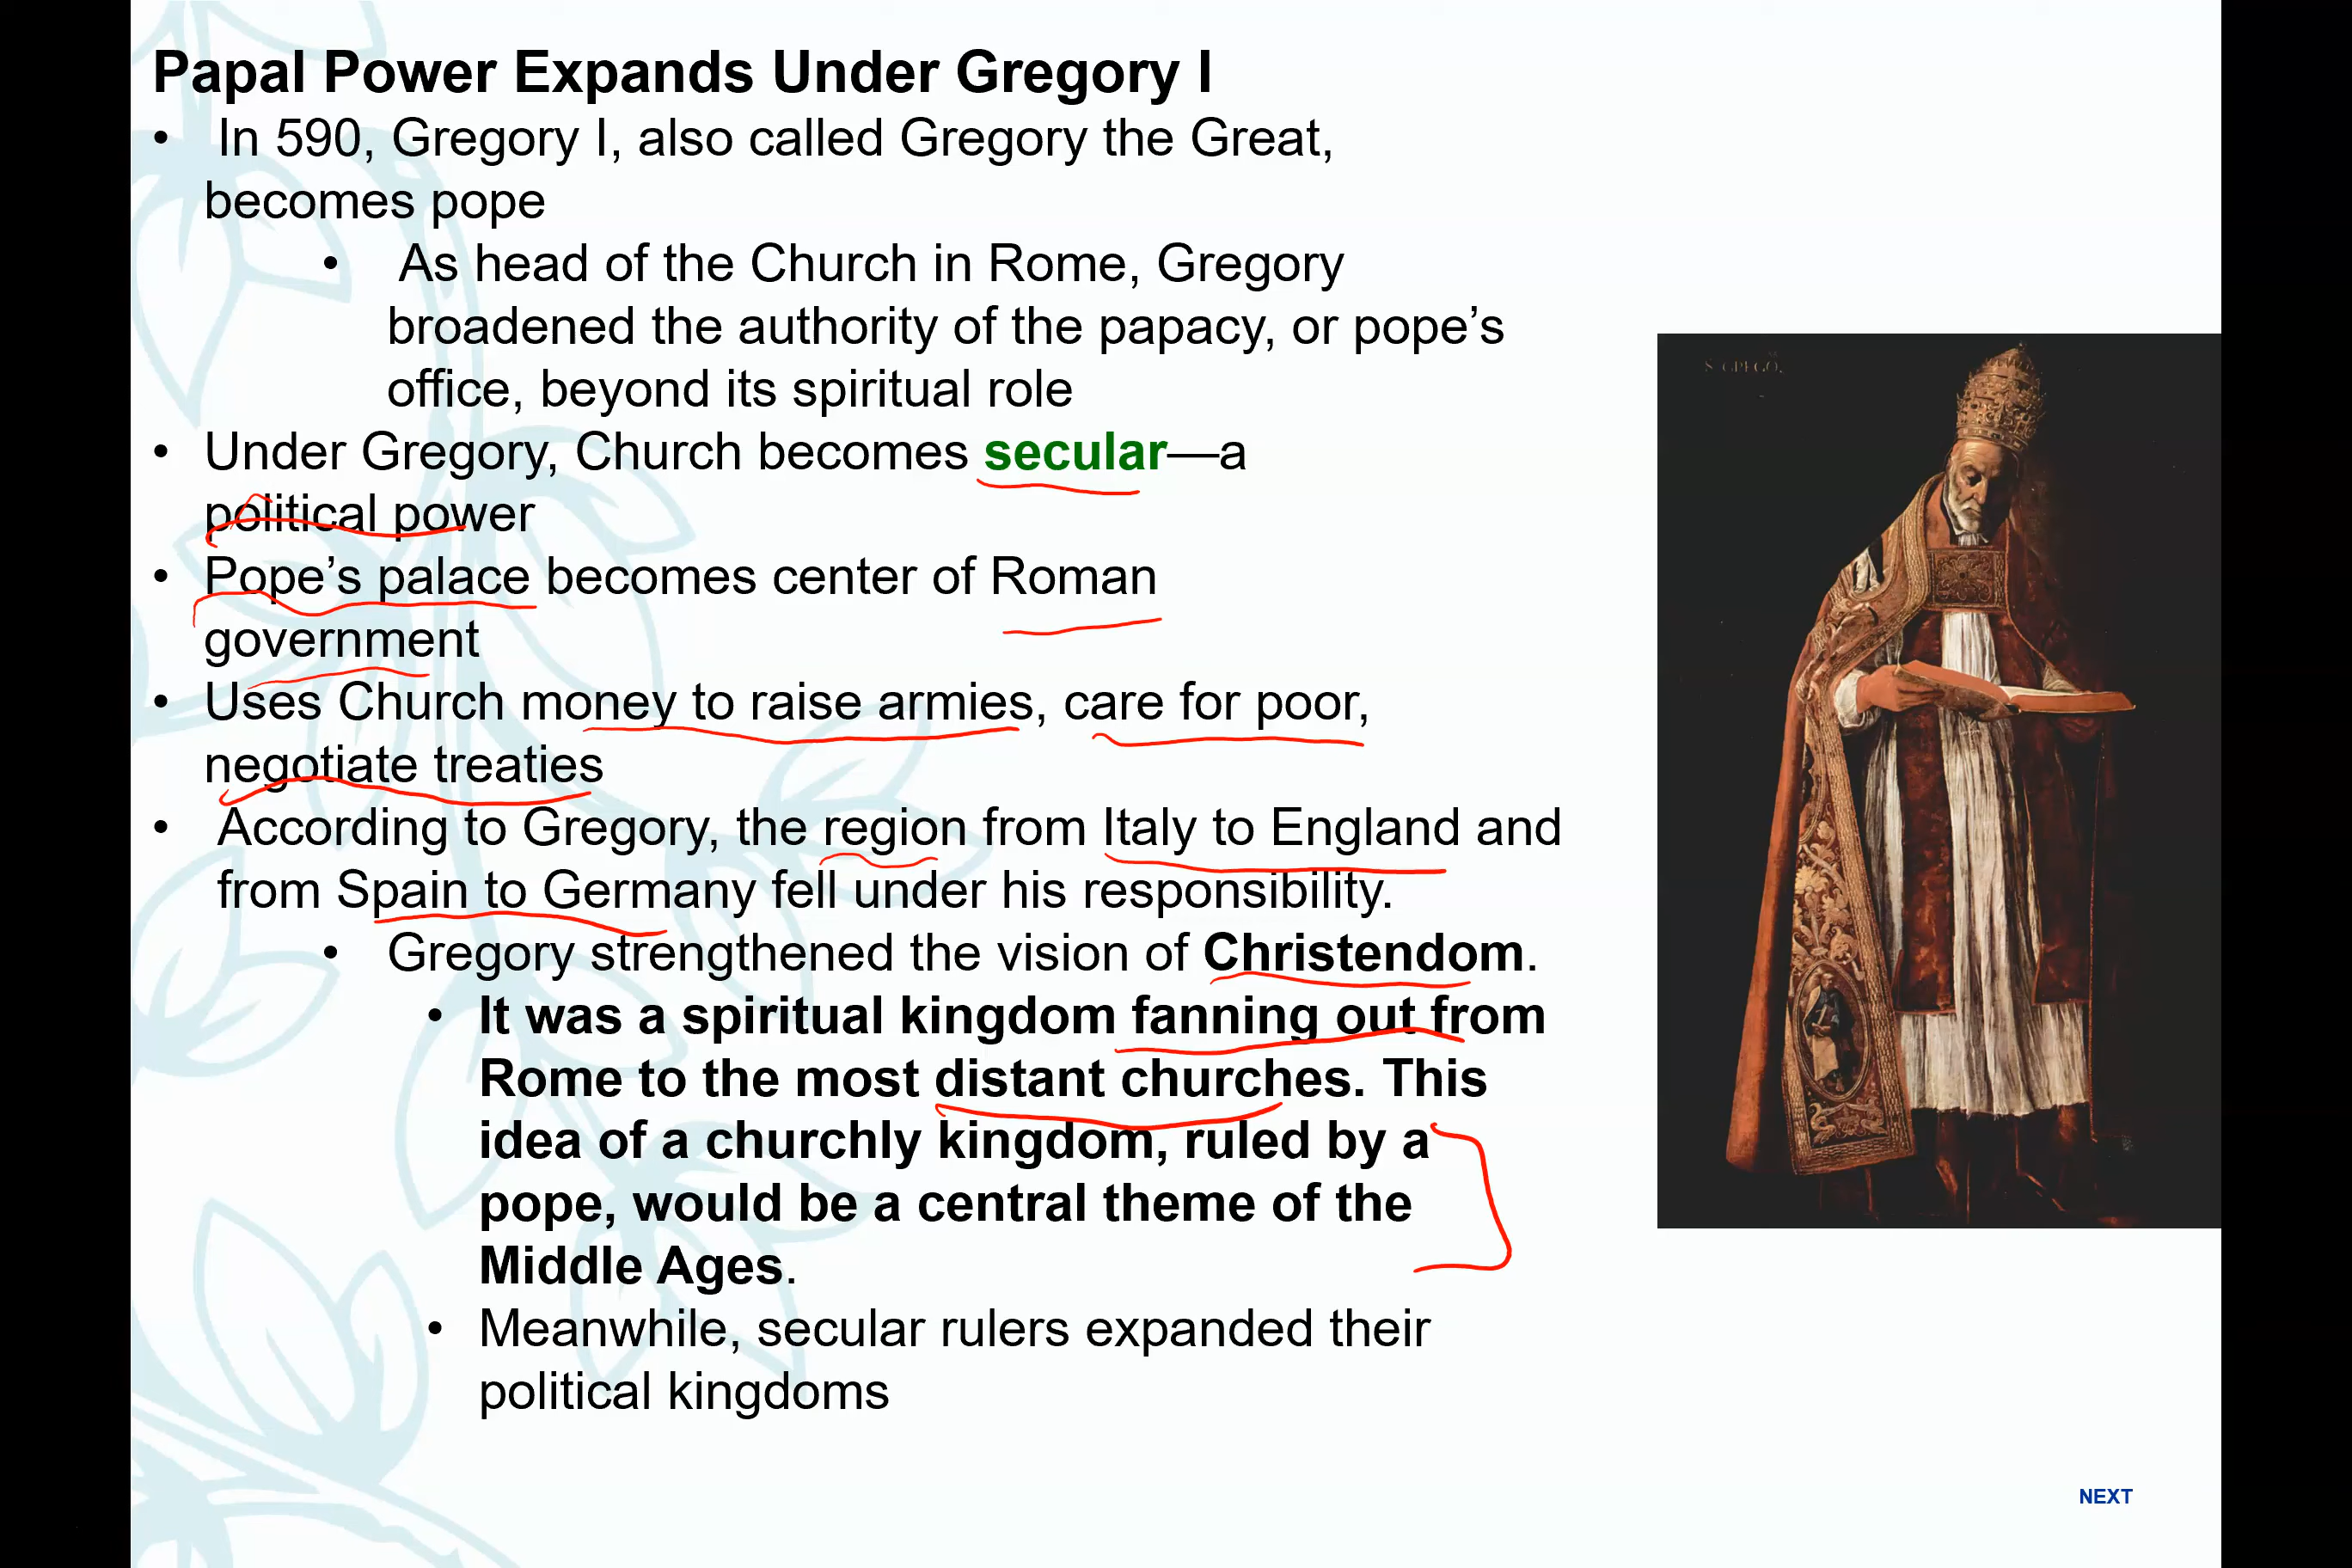 Papal Power Expands Under Gregory I
• In 590, Gregory I, also called Gregory the Great,
becomes pope
• As head of the Church in Rome, Gregory
broadened the authority of the papacy, or pope’s
office, beyond its spiritual role
• Under Gregory, Church becomes secular—a
political power
• Pope’s palace becomes center of Roman
government
• Uses Church money to raise armies, care for poor,
negotiate treaties
• According to Gregory, the region from Italy to England and
from Spain to Germany fell under his responsibility.
• Gregory strengthened the vision of Christendom.
• It was a spiritual kingdom fanning out from
Rome to the most distant churches. This
idea of a churchly kingdom, ruled by a
pope, would be a central theme of the
Middle Ages.
• Meanwhile, secular rulers expanded their
political kingdoms
NEXT